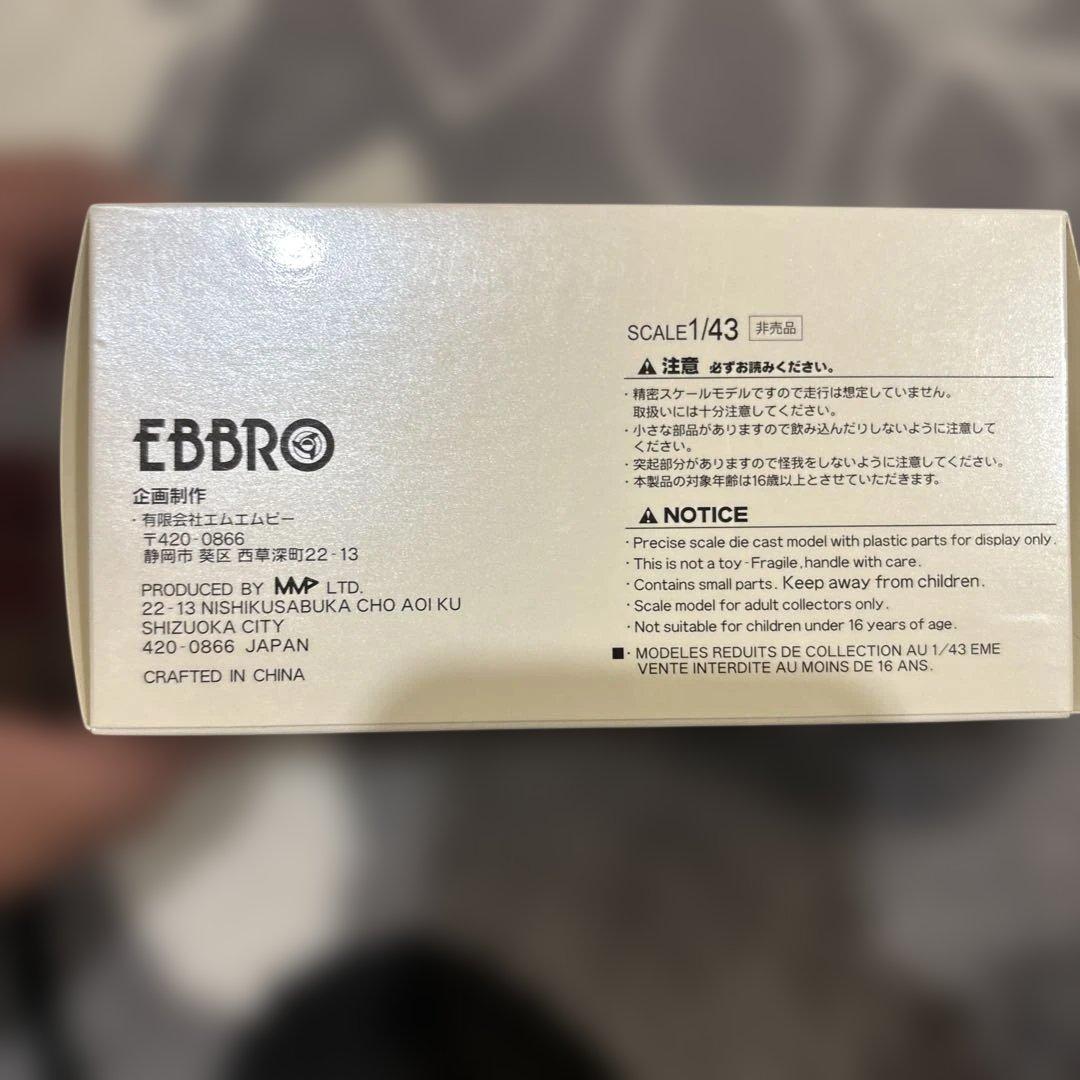 EBBRO
企画制作
・有限会社エムエムピー
〒420-0866
静岡市 葵区 西草深町22-13
PRODUCED BY MMP LTD.
22-13 NISHIKUSABUKA CHO AOI KU
SHIZUOKA CITY
420-0866 JAPAN
CRAFTED IN CHINA
SCALE1/43 非売品
注意 必ずお読みください。
・精密スケールモデルですので走行は想定していません。
取扱いには十分注意してください。
・小さな部品がありますので飲み込んだりしないように注意して
ください。
・突起部分がありますので怪我をしないように注意してください。
・本製品の対象年齢は16歳以上とさせていただきます。
NOTICE
・Precise scale die cast model with plastic parts for display only.
・This is not a toy - Fragile, handle with care.
・Contains small parts. Keep away from children.
・Scale model for adult collectors only.
・Not suitable for children under 16 years of age.
■・MODELES REDUITS DE COLLECTION AU 1/43 EME
VENTE INTERDITE AU MOINS DE 16 ANS.